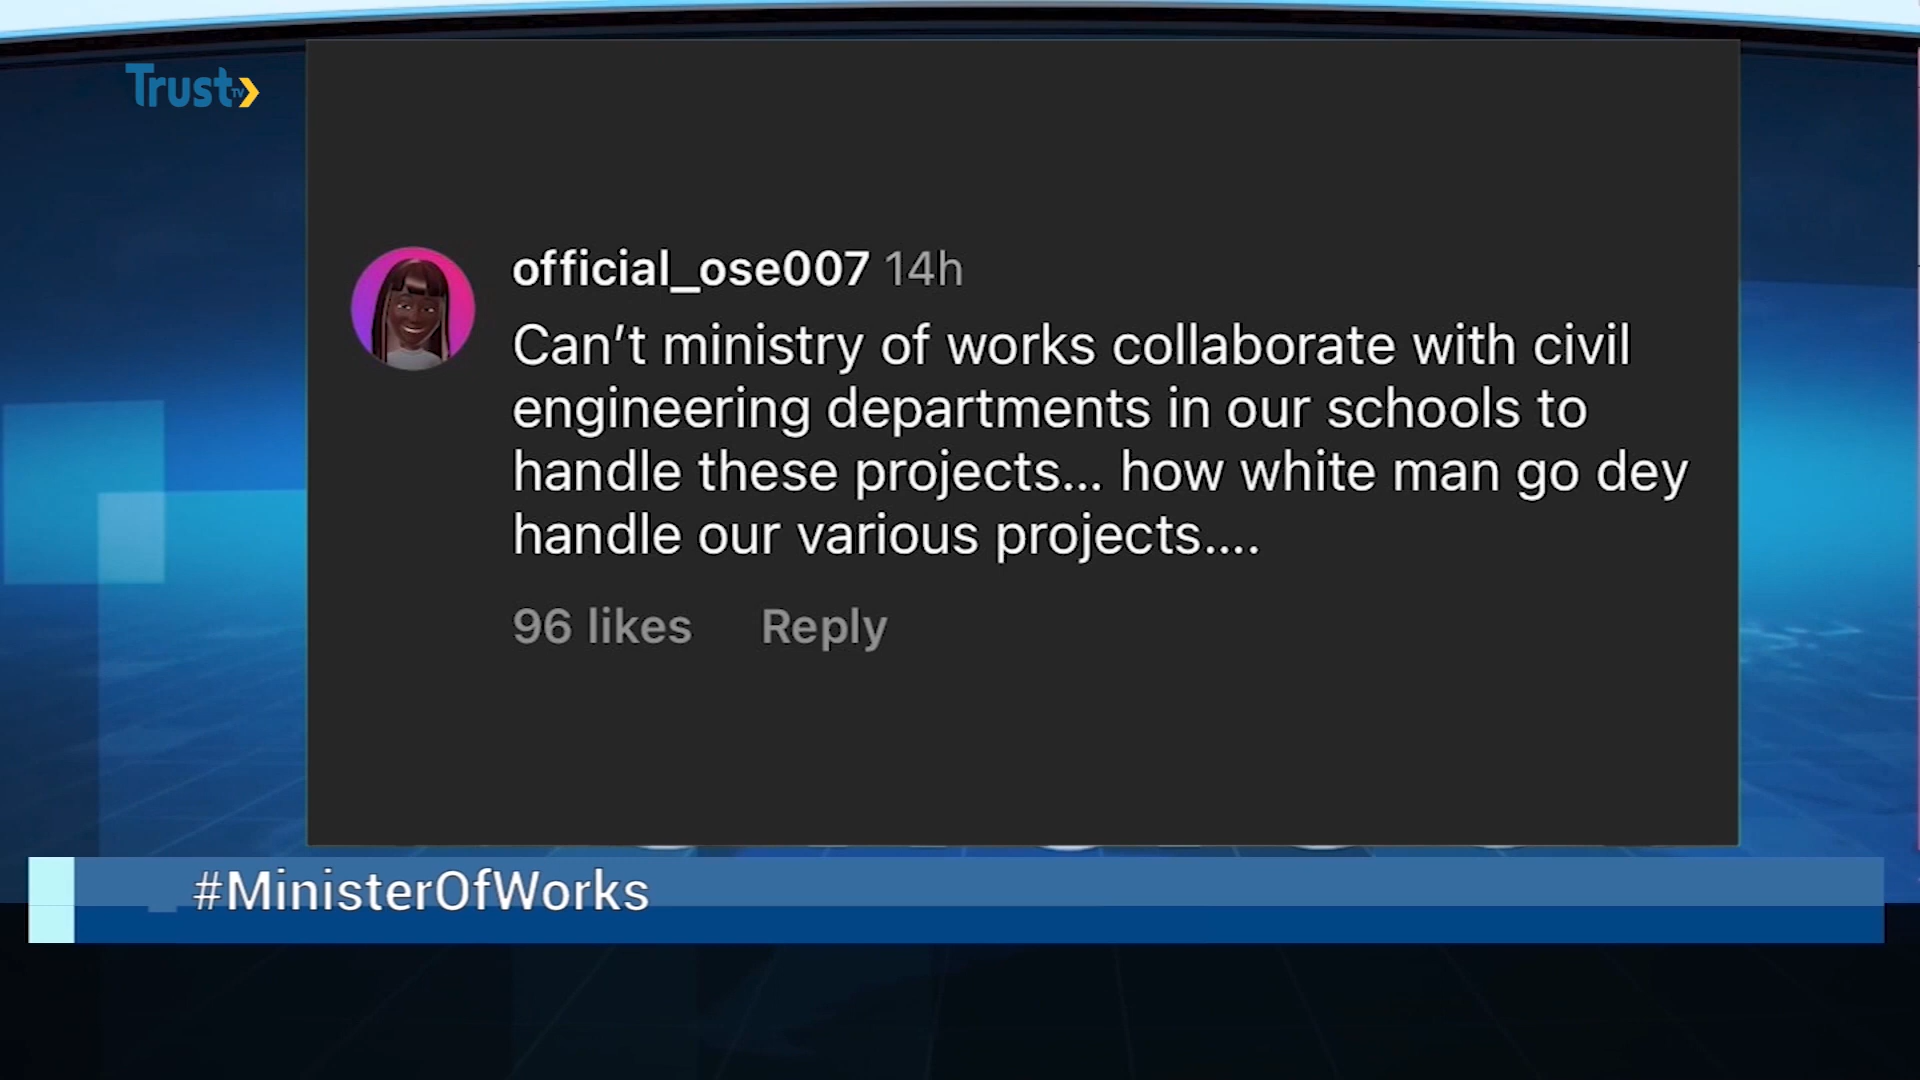 Trust TV
official_ose007 14h
Can’t ministry of works collaborate with civil
engineering departments in our schools to
handle these projects... how white man go dey
handle our various projects....
96 likes Reply
#MinisterOfWorks